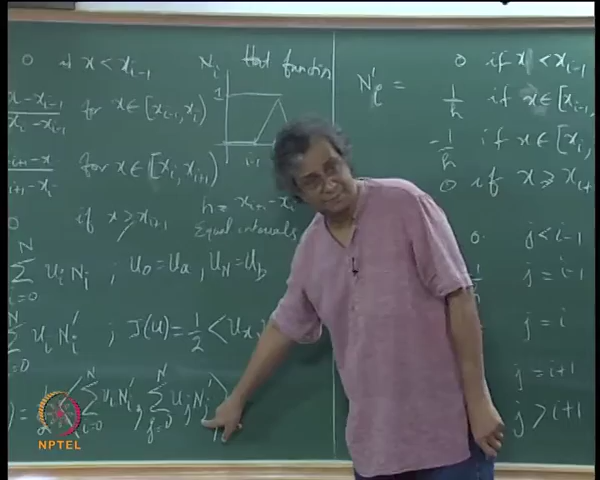 0 at x < x_{i-1}
x - x_{i-1} / x_i - x_{i-1} for x ∈ [x_{i-1}, x_i)
x_{i+1} - x / x_{i+1} - x_i for x ∈ [x_i, x_{i+1})
0 if x ≥ x_{i+1}
N Σ i=0 u_i N_i ; u_0 = u_a , u_N = u_b
Σ i=0 u_i N_i' ; J(u) = 1/2 < u_x,
) = 1/2 < N Σ i=0 u_i N_i' , N Σ j=0 u_j N_j'
N_i Hat functions
1
i-1
h = x_{i+1} - x_i
Equal intervals
N_i' = 0 if x < x_{i-1}
1/h if x ∈ [x_{i-1},
-1/h if x ∈ [x_i,
0 if x ≥ x_{i+
0 j < i-1
j = i-1
j = i
j = i+1
j > i+1
NPTEL